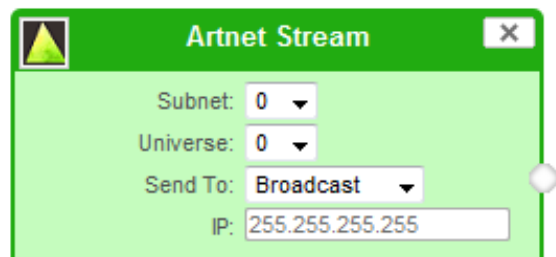 Artnet Stream
Subnet: 0
Universe: 0
Send To: Broadcast
IP: 255.255.255.255